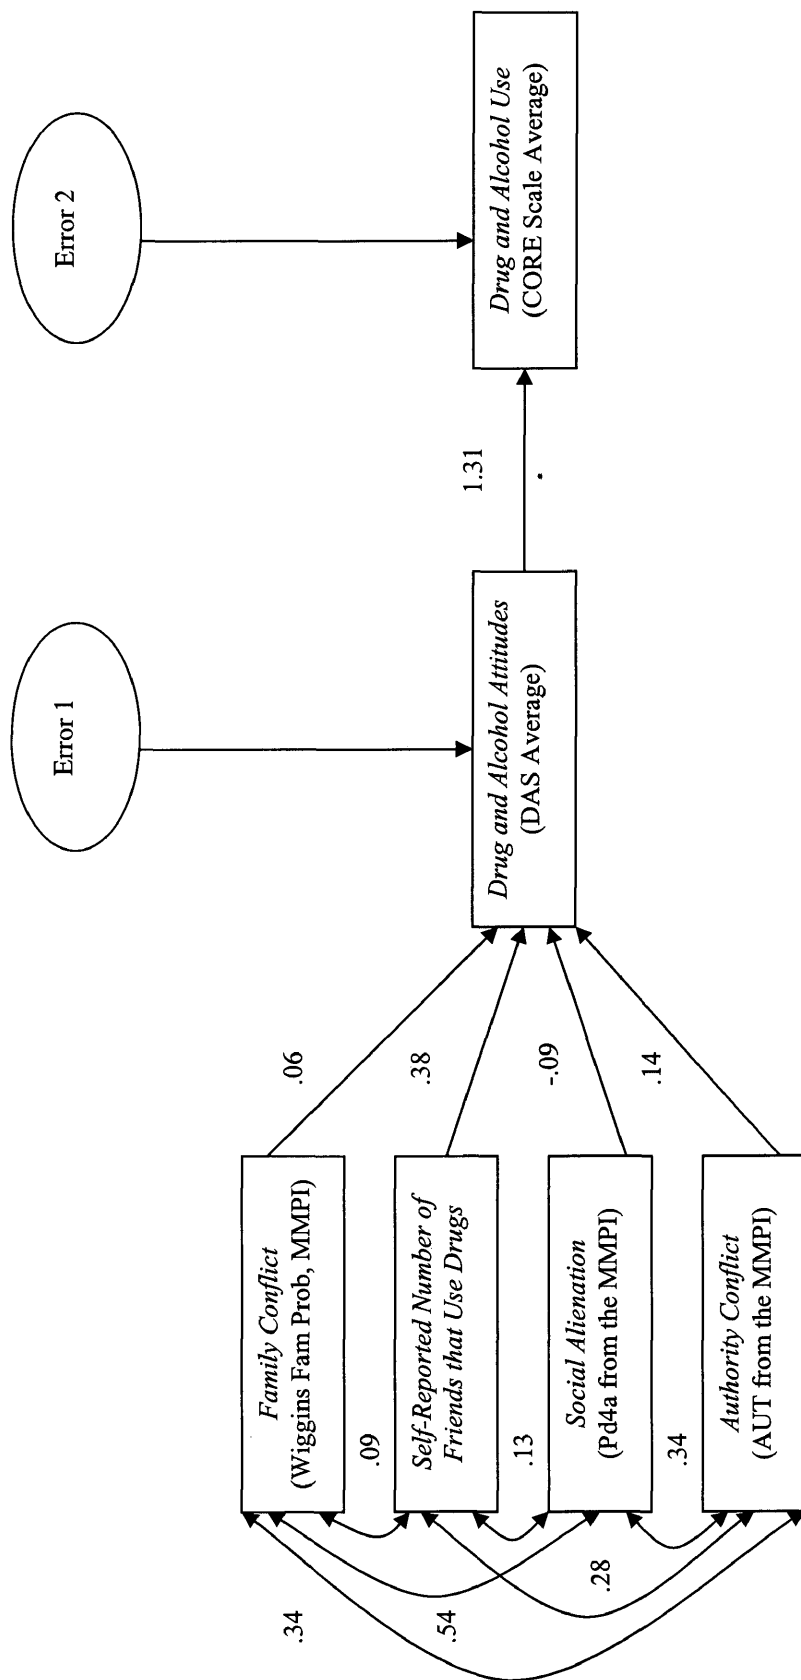 Error 1
Error 2
Family Conflict
(Wiggins Fam Prob, MMPI)
Self-Reported Number of
Friends that Use Drugs
Social Alienation
(Pd4a from the MMPI)
Authority Conflict
(AUT from the MMPI)
.34
.54
.28
.09
.13
.34
.06
.38
-.09
.14
Drug and Alcohol Attitudes
(DAS Average)
1.31
Drug and Alcohol Use
(CORE Scale Average)